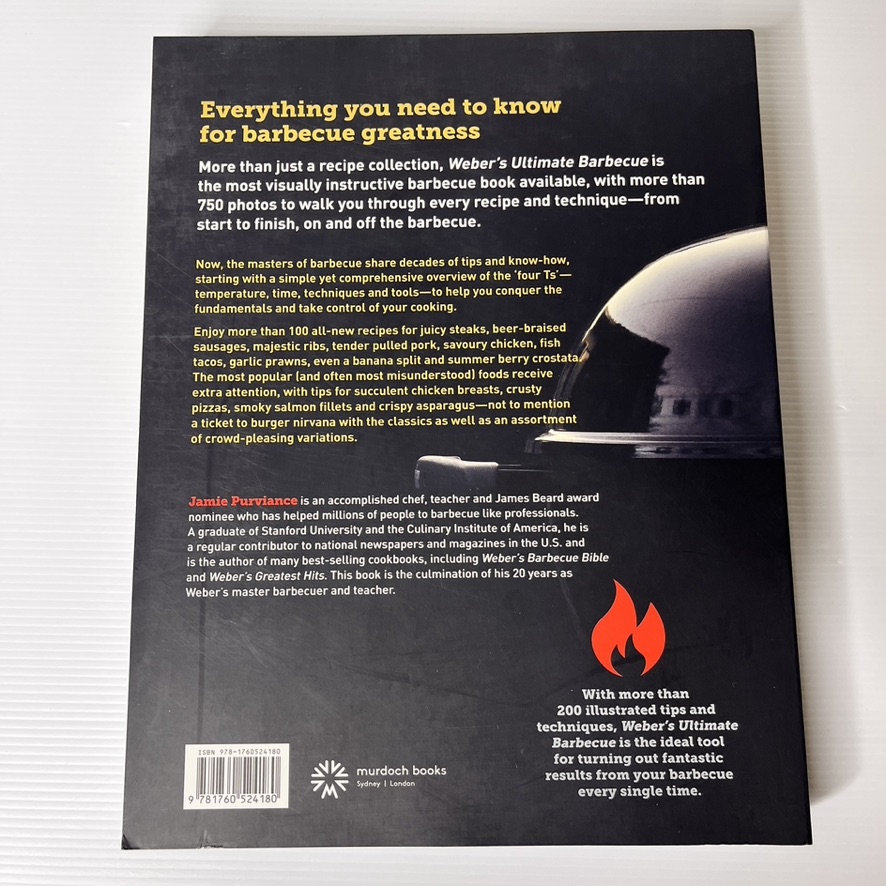 Everything you need to know
for barbecue greatness
More than just a recipe collection, Weber's Ultimate Barbecue is
the most visually instructive barbecue book available, with more than
750 photos to walk you through every recipe and technique—from
start to finish, on and off the barbecue.
Now, the masters of barbecue share decades of tips and know-how,
starting with a simple yet comprehensive overview of the 'four Ts'—
temperature, time, techniques and tools—to help you conquer the
fundamentals and take control of your cooking.
Enjoy more than 100 all-new recipes for juicy steaks, beer-braised
sausages, majestic ribs, tender pulled pork, savoury chicken, fish
tacos, garlic prawns, even a banana split and summer berry crostata.
The most popular (and often most misunderstood) foods receive
extra attention, with tips for succulent chicken breasts, crusty
pizzas, smoky salmon fillets and crispy asparagus—not to mention
a ticket to burger nirvana with the classics as well as an assortment
of crowd-pleasing variations.
Jamie Purviance is an accomplished chef, teacher and James Beard award
nominee who has helped millions of people to barbecue like professionals.
A graduate of Stanford University and the Culinary Institute of America, he is
a regular contributor to national newspapers and magazines in the U.S. and
is the author of many best-selling cookbooks, including Weber's Barbecue Bible
and Weber's Greatest Hits. This book is the culmination of his 20 years as
Weber's master barbecuer and teacher.
With more than
200 illustrated tips and
techniques, Weber's Ultimate
Barbecue is the ideal tool
for turning out fantastic
results from your barbecue
every single time.
ISBN 978-1760524180
9 781760 524180
murdoch books
Sydney | London